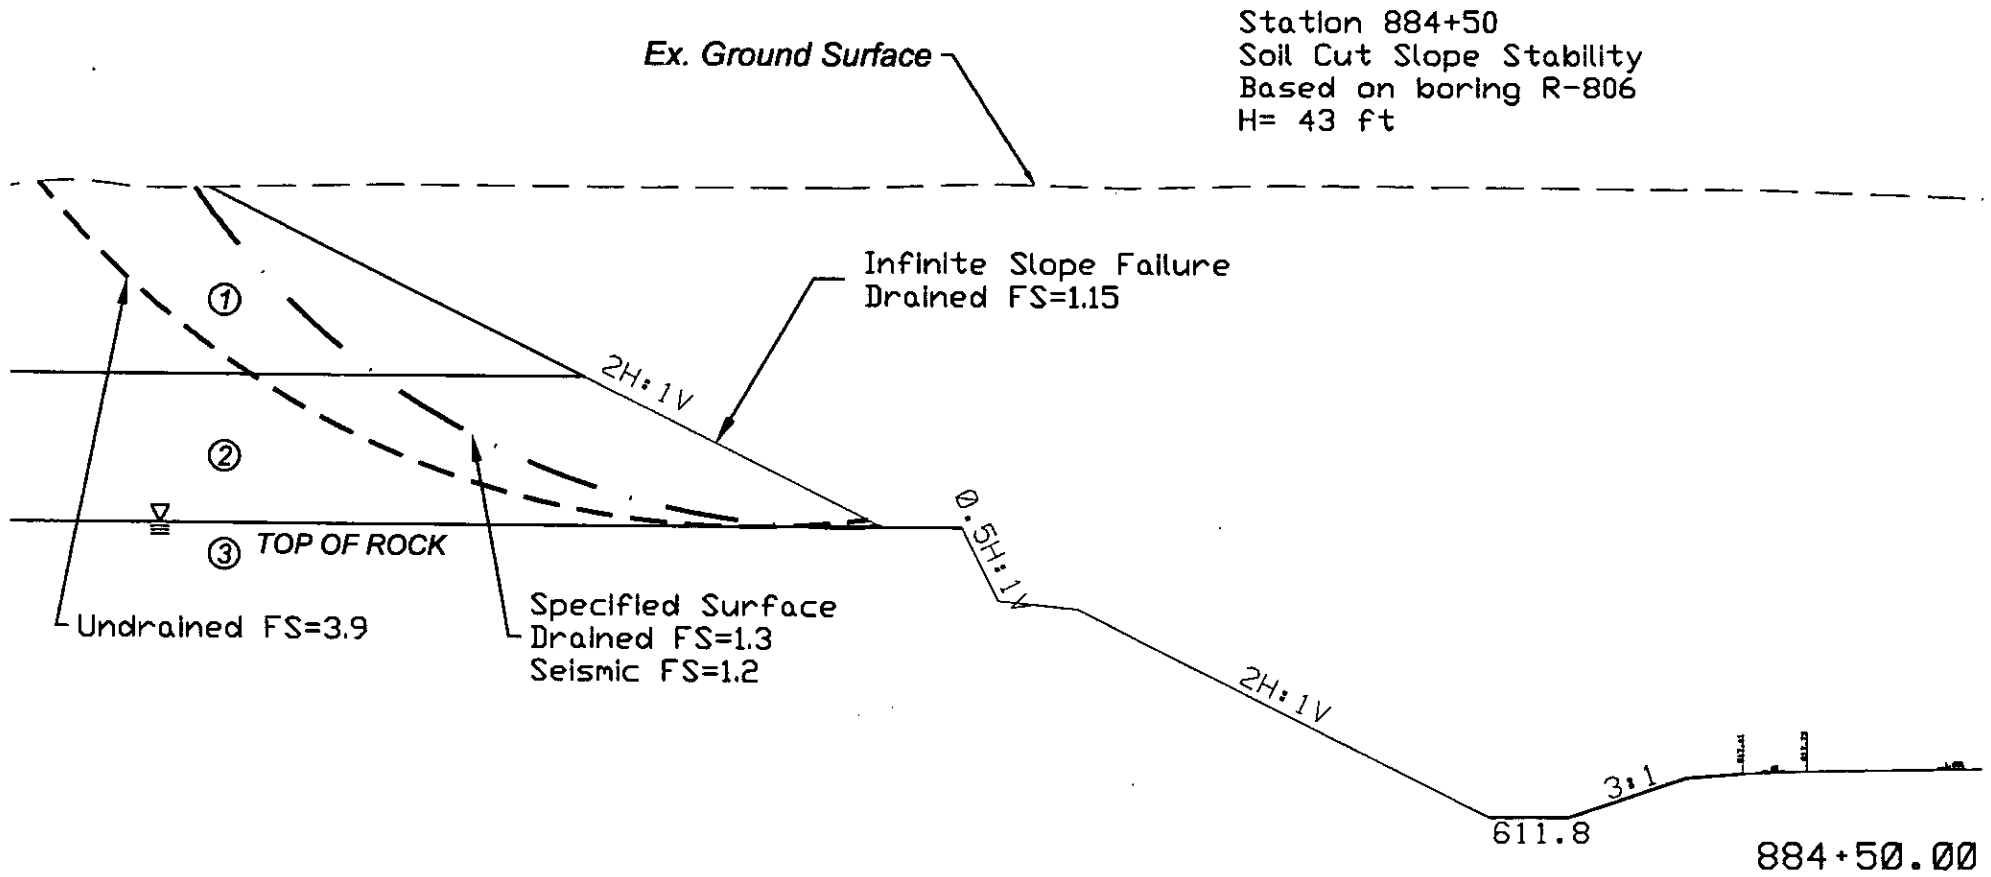 Station 884+50
Soil Cut Slope Stability
Based on boring R-806
H= 43 ft
Ex. Ground Surface
Infinite Slope Failure
Drained FS=1.15
1
2H:1V
2
0.5H:1V
3 TOP OF ROCK
Undrained FS=3.9
Specified Surface
Drained FS=1.3
Seismic FS=1.2
2H:1V
3:1
611.8
884+50.00